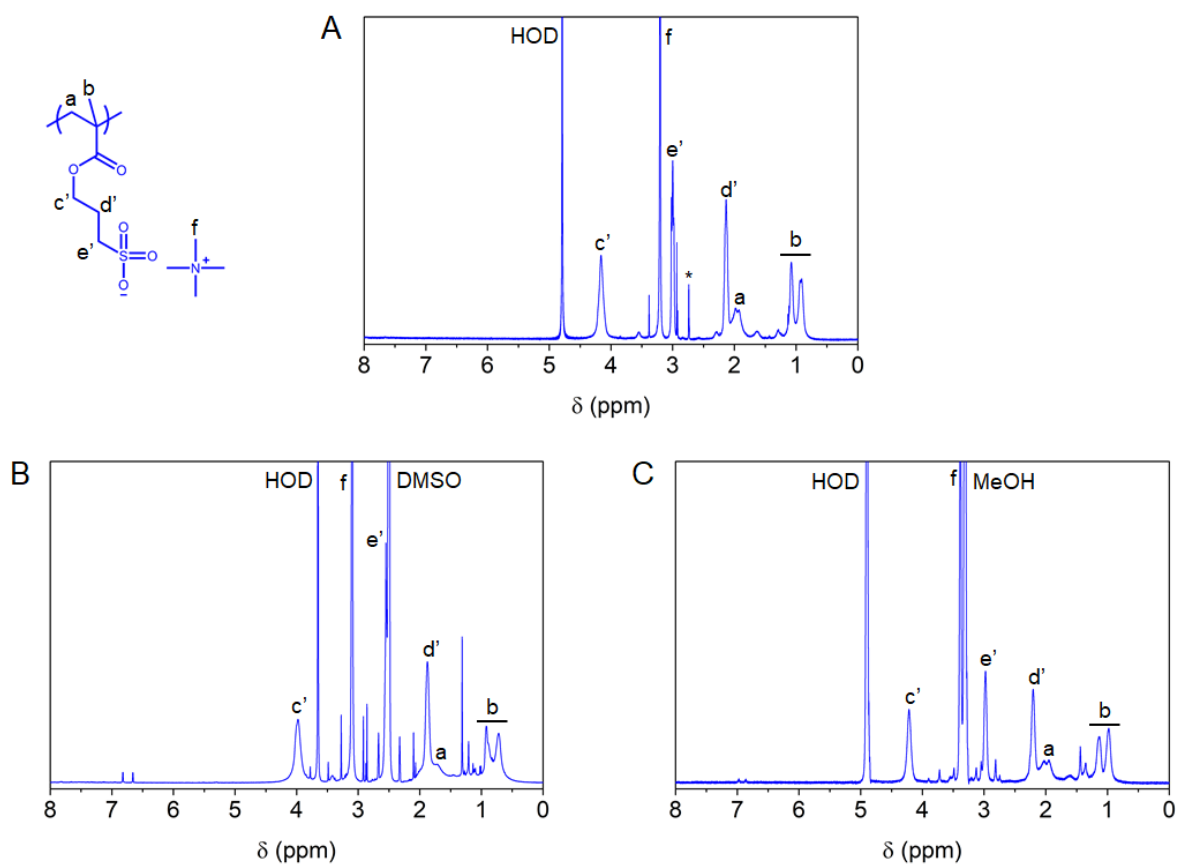 A
HOD
f
e'
d'
c'
*
a
b
8 7 6 5 4 3 2 1 0
δ (ppm)
a
b
O
O
c'
d'
e'
O
S
O
O
−
f
N
+
B
HOD
f
DMSO
e'
d'
c'
a
b
8 7 6 5 4 3 2 1 0
δ (ppm)
C
HOD
f
MeOH
e'
d'
c'
a
b
8 7 6 5 4 3 2 1 0
δ (ppm)